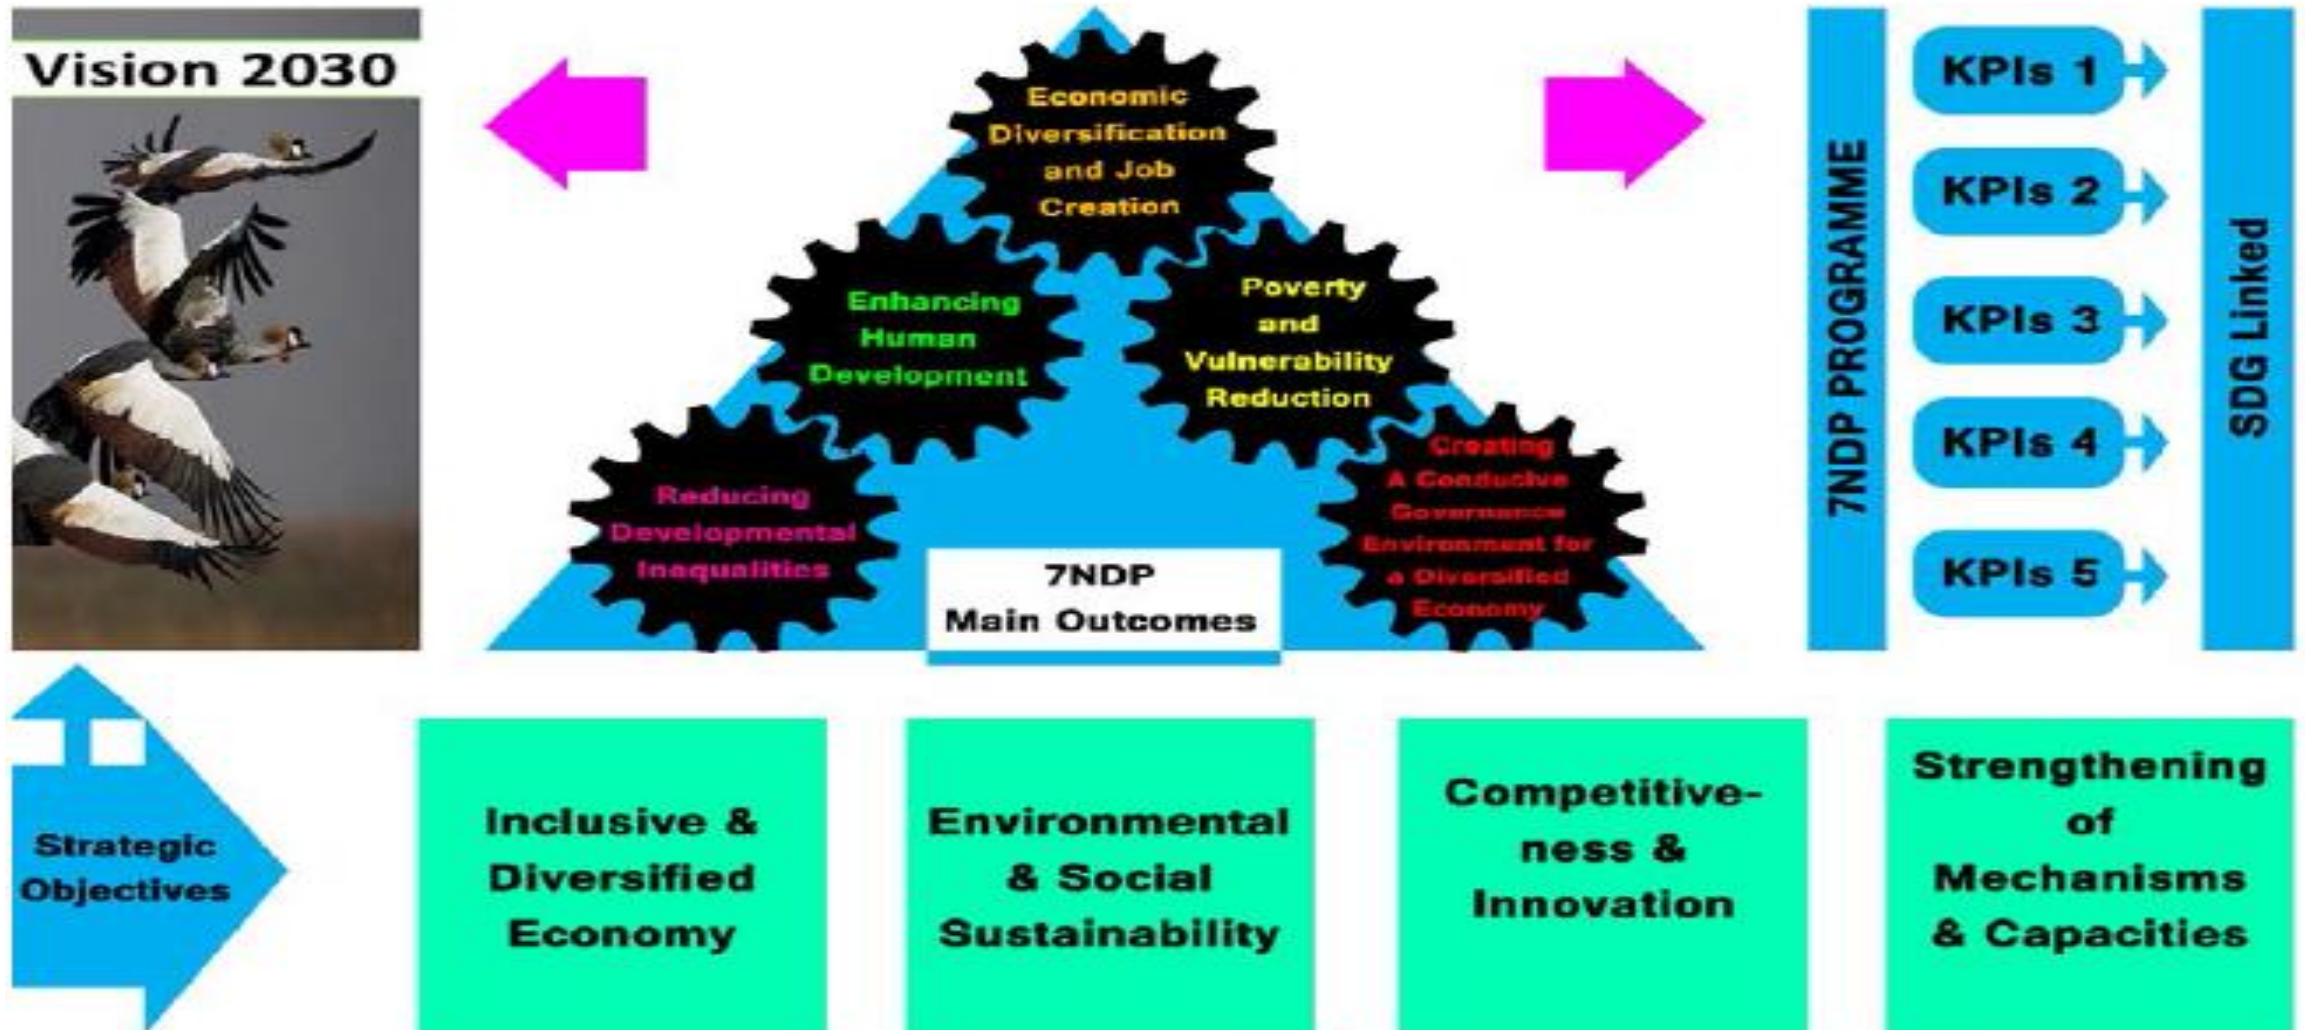 Vision 2030
Economic
Diversification
and Job
Creation
Enhancing
Human
Development
Poverty
and
Vulnerability
Reduction
Reducing
Developmental
Inequalities
Creating
A Conducive
Governance
Environment for
a Diversified
Economy
7NDP
Main Outcomes
7NDP PROGRAMME
KPIs 1
KPIs 2
KPIs 3
KPIs 4
KPIs 5
SDG Linked
Strategic
Objectives
Inclusive &
Diversified
Economy
Environmental
& Social
Sustainability
Competitive-
ness &
Innovation
Strengthening
of
Mechanisms
& Capacities